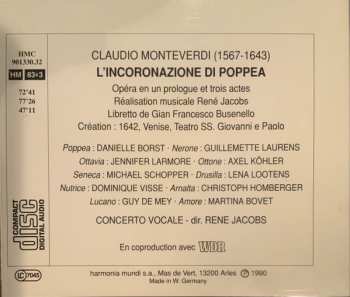 HMC
901330.32
HM 83×3
72'41
77'26
47'11
CLAUDIO MONTEVERDI (1567-1643)
L'INCORONAZIONE DI POPPEA
Opéra en un prologue et trois actes
Réalisation musicale René Jacobs
Libretto de Gian Francesco Busenello
Création : 1642, Venise, Teatro SS. Giovanni e Paolo
Poppea : DANIELLE BORST - Nerone : GUILLEMETTE LAURENS
Ottavia : JENNIFER LARMORE - Ottone : AXEL KÖHLER
Seneca : MICHAEL SCHOPPER - Drusilla : LENA LOOTENS
Nutrice : DOMINIQUE VISSE - Arnalta : CHRISTOPH HOMBERGER
Lucano : GUY DE MEY - Amore : MARTINA BOVET
CONCERTO VOCALE - dir. RENE JACOBS
En coproduction avec WDR
COMPACT
disc
DIGITAL AUDIO
LC 7045
harmonia mundi s.a., Mas de Vert, 13200 Arles ℗ 1990
Made in W. Germany